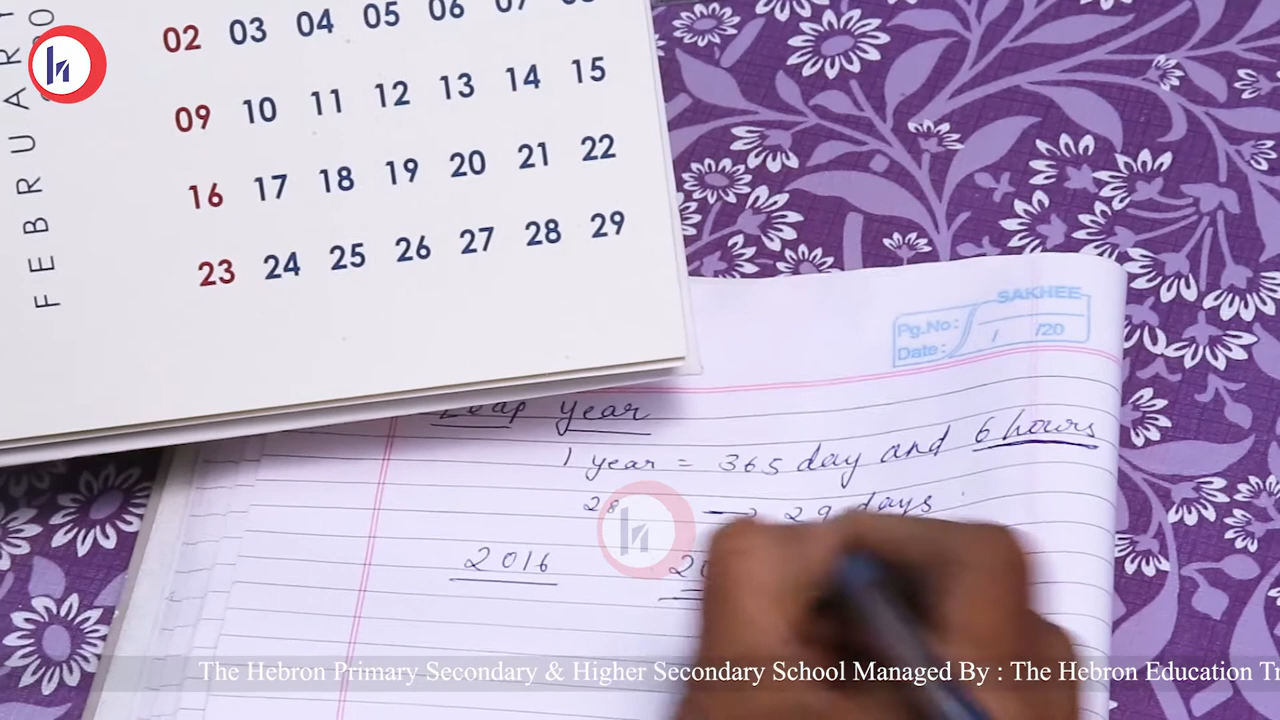 FEBRUARY
02 03 04 05 06 07
09 10 11 12 13 14 15
16 17 18 19 20 21 22
23 24 25 26 27 28 29
SAKHEE
Pg.No:
Date: / /20
Leap Year
1 year = 365 day and 6 hours
28 → 29 days
2016
The Hebron Primary Secondary & Higher Secondary School Managed By : The Hebron Education